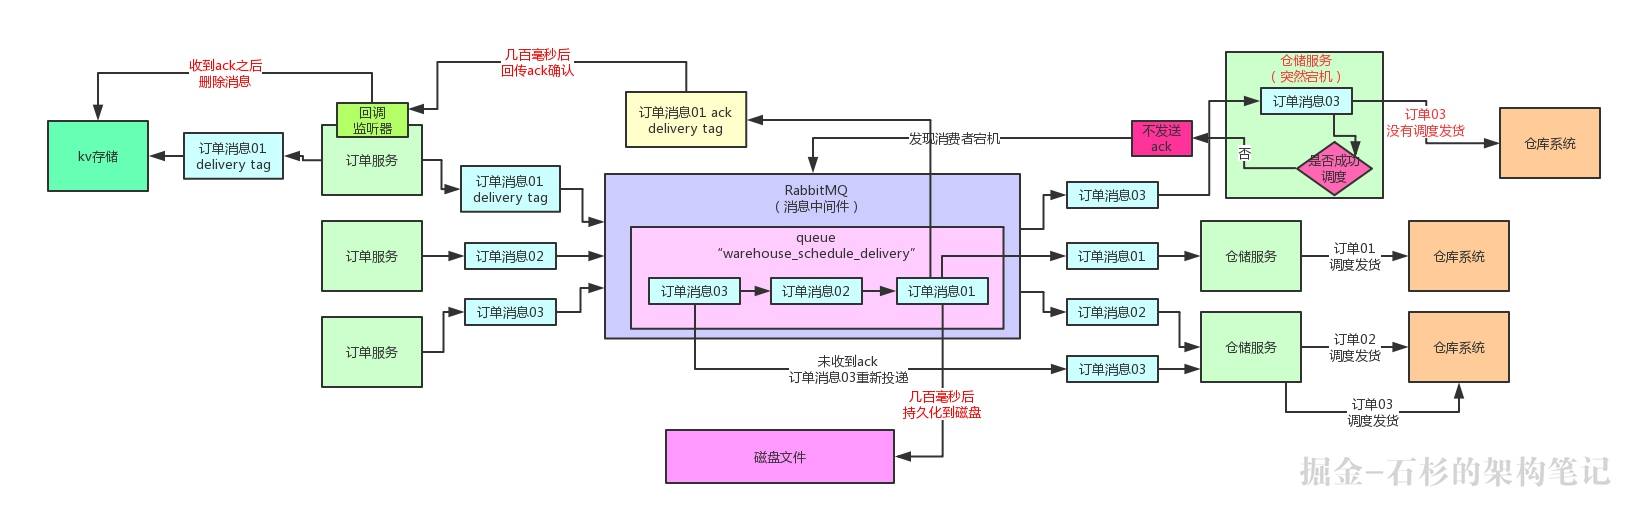 收到ack之后
删除消息
几百毫秒后
回传ack确认
仓储服务
（突然宕机）
订单消息03
订单03
没有调度发货
仓库系统
是否成功
调度
否
不发送
ack
发现消费者宕机
订单消息01 ack
delivery tag
回调
监听器
订单服务
kv存储
订单消息01
delivery tag
订单消息01
delivery tag
RabbitMQ
（消息中间件）
queue
“warehouse_schedule_delivery”
订单消息03
订单消息02
订单消息01
订单服务
订单消息02
订单服务
订单消息03
订单消息03
订单消息01
仓储服务
订单01
调度发货
仓库系统
订单消息02
订单消息03
仓储服务
订单02
调度发货
仓库系统
订单03
调度发货
未收到ack
订单消息03重新投递
几百毫秒后
持久化到磁盘
磁盘文件
掘金-石杉的架构笔记